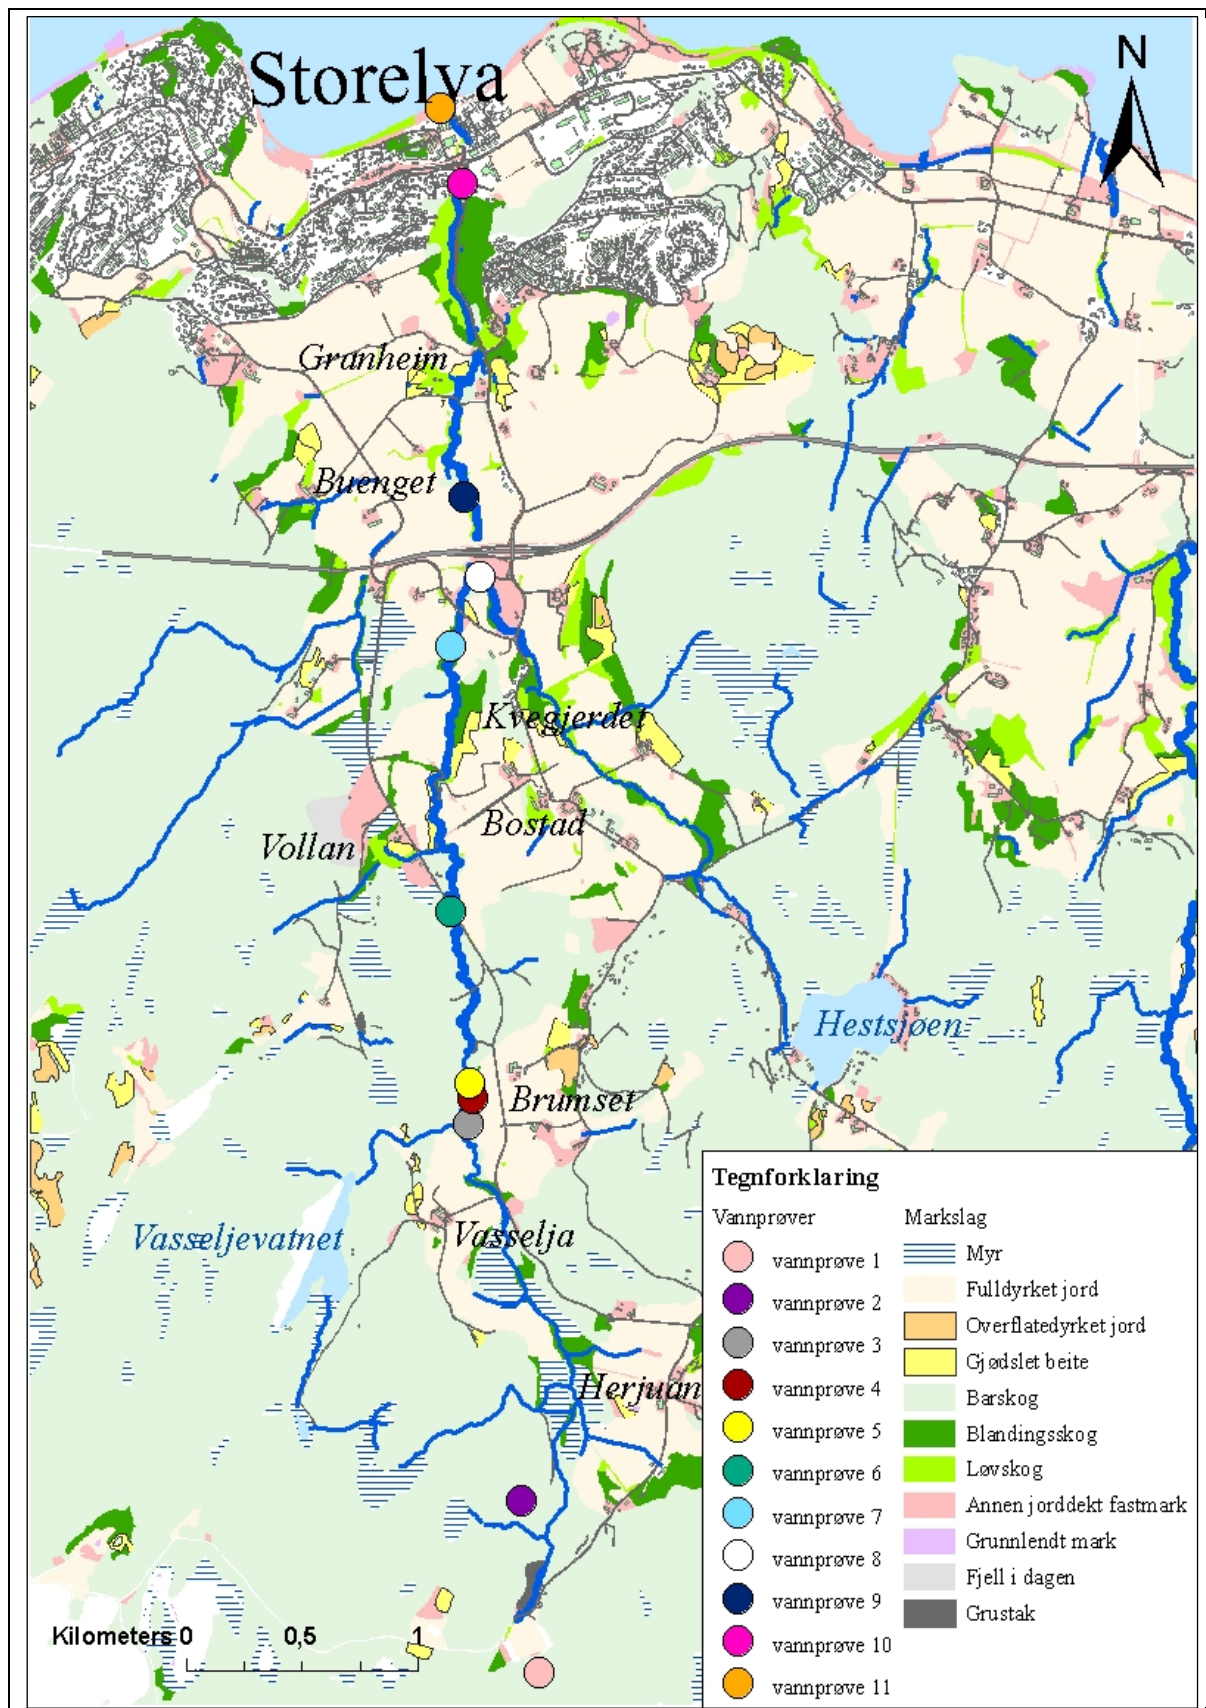 Storelva
N
Granheim
Buenget
Kvegjerdet
Bostad
Vollan
Hestsjøen
Brumset
Vasseljevatnet
Vasselja
Herjuan
Kilometers 0 0,5 1
Tegnforklaring
Vannprøver
vannprøve 1
vannprøve 2
vannprøve 3
vannprøve 4
vannprøve 5
vannprøve 6
vannprøve 7
vannprøve 8
vannprøve 9
vannprøve 10
vannprøve 11
Markslag
Myr
Fulldyrket jord
Overflatedyrket jord
Gjødslet beite
Barskog
Blandingsskog
Løvskog
Annen jorddekt fastmark
Grunnlendt mark
Fjell i dagen
Grustak